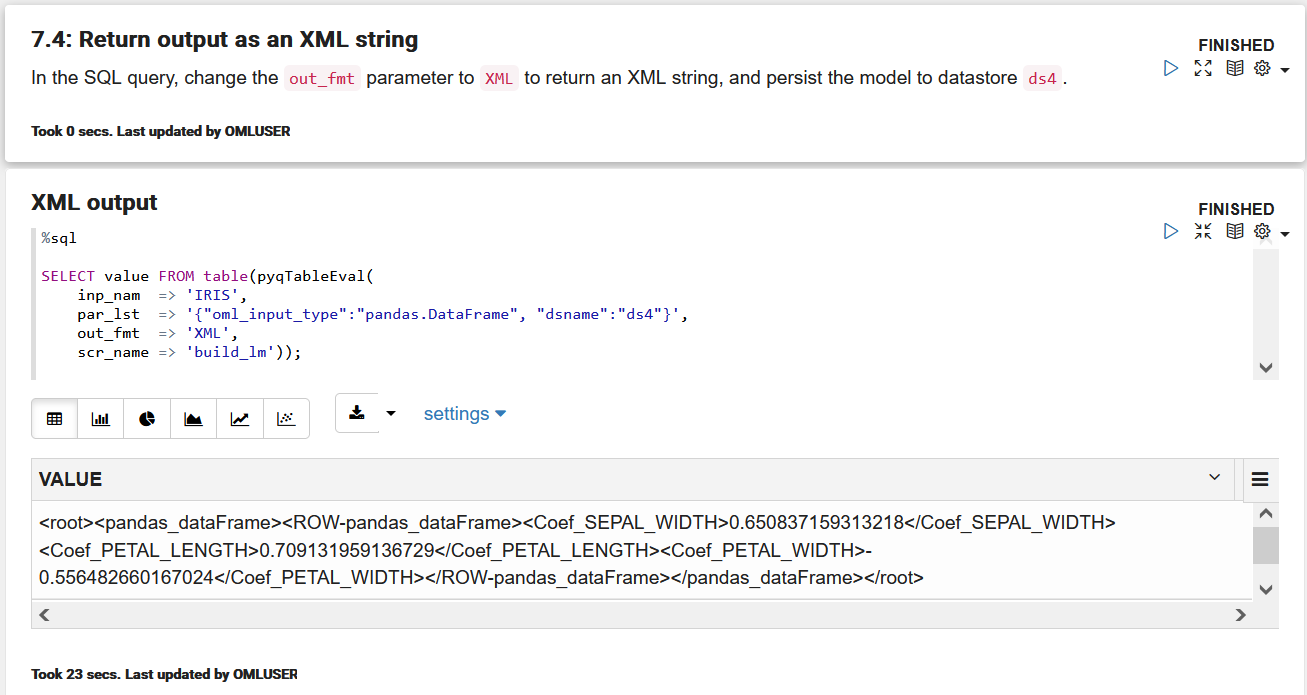 7.4: Return output as an XML string
FINISHED
In the SQL query, change the out_fmt parameter to XML to return an XML string, and persist the model to datastore ds4 .
Took 0 secs. Last updated by OMLUSER
XML output
FINISHED
%sql
SELECT value FROM table(pyqTableEval(
    inp_nam  => 'IRIS',
    par_lst  => '{"oml_input_type":"pandas.DataFrame", "dsname":"ds4"}',
    out_fmt  => 'XML',
    scr_name => 'build_lm'));
settings
VALUE
<root><pandas_dataFrame><ROW-pandas_dataFrame><Coef_SEPAL_WIDTH>0.650837159313218</Coef_SEPAL_WIDTH>
<Coef_PETAL_LENGTH>0.709131959136729</Coef_PETAL_LENGTH><Coef_PETAL_WIDTH>-
0.556482660167024</Coef_PETAL_WIDTH></ROW-pandas_dataFrame></pandas_dataFrame></root>
Took 23 secs. Last updated by OMLUSER